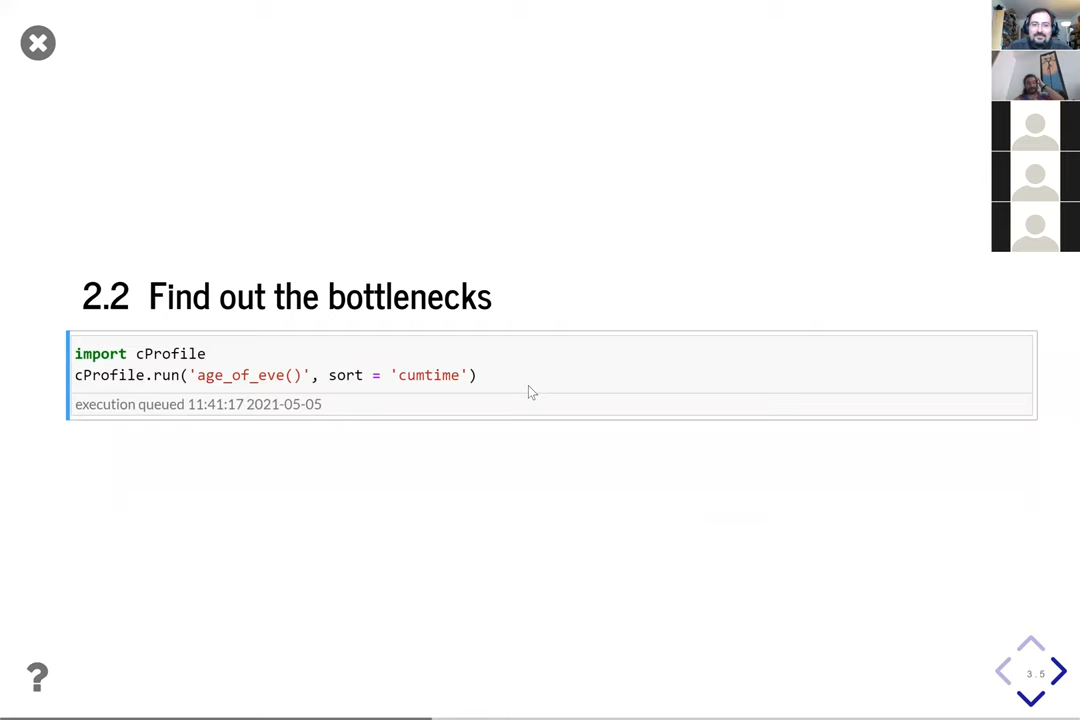 2.2 Find out the bottlenecks
import cProfile
cProfile.run('age_of_eve()', sort = 'cumtime')
execution queued 11:41:17 2021-05-05
?
3.5